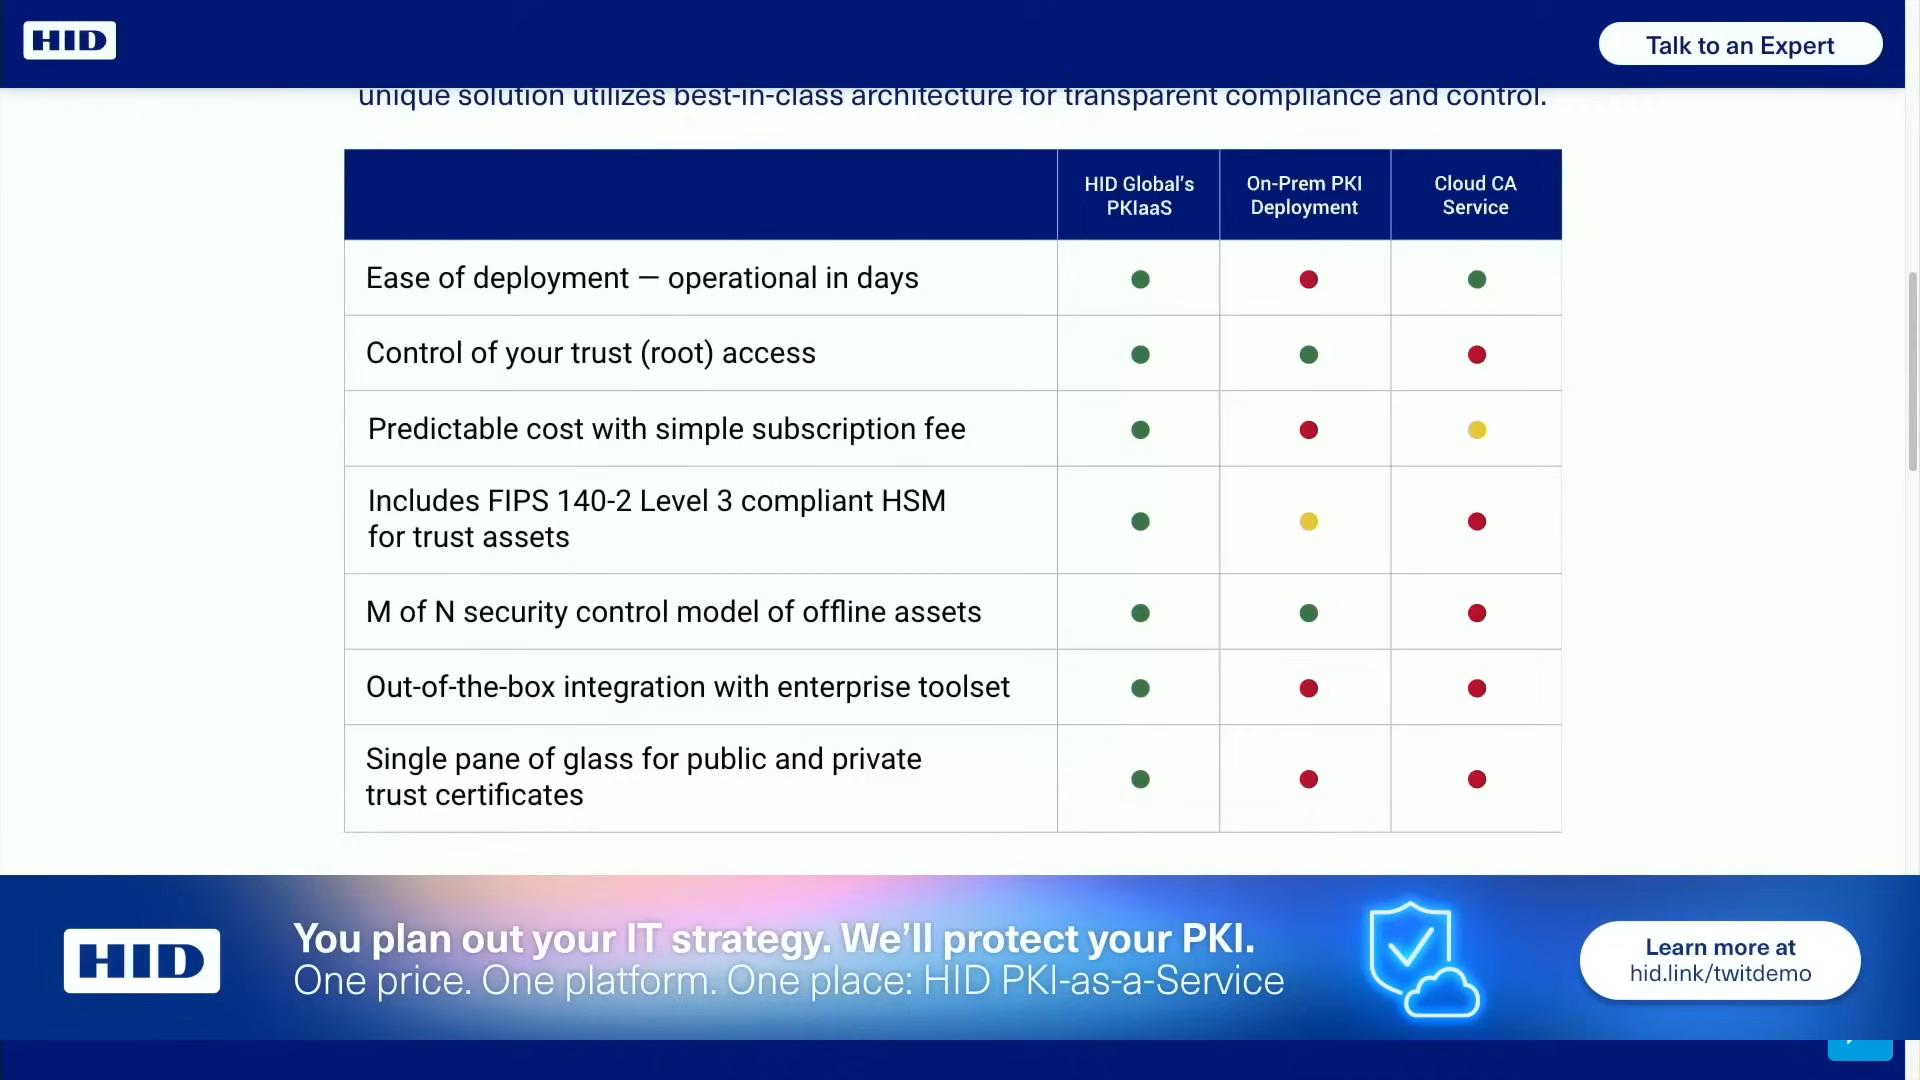 HID
Talk to an Expert
unique solution utilizes best-in-class architecture for transparent compliance and control.
HID Global's
PKIaaS
On-Prem PKI
Deployment
Cloud CA
Service
Ease of deployment — operational in days
Control of your trust (root) access
Predictable cost with simple subscription fee
Includes FIPS 140-2 Level 3 compliant HSM
for trust assets
M of N security control model of offline assets
Out-of-the-box integration with enterprise toolset
Single pane of glass for public and private
trust certificates
HID
You plan out your IT strategy. We'll protect your PKI.
One price. One platform. One place: HID PKI-as-a-Service
Learn more at
hid.link/twitdemo